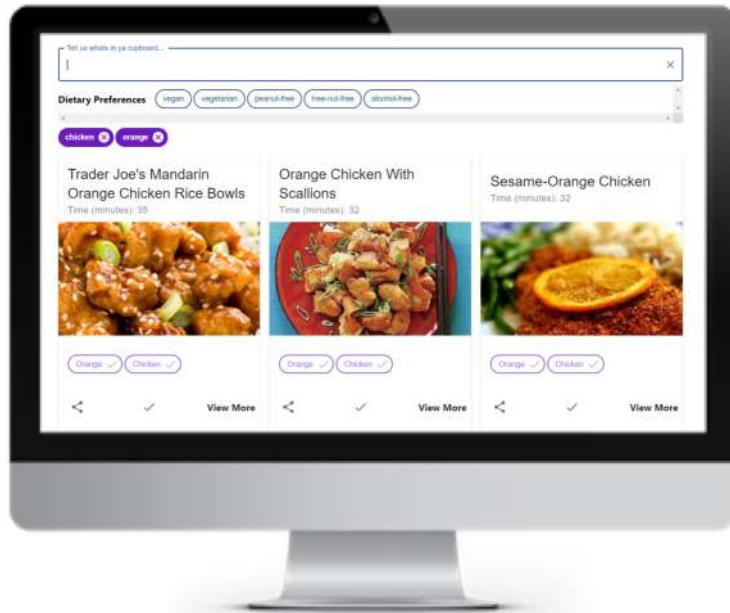 Tell us whats in ya cupboard...
Dietary Preferences vegan vegetarian peanut-free tree-nut-free alcohol-free
chicken orange
Trader Joe's Mandarin
Orange Chicken Rice Bowls
Time (minutes): 35
Orange Chicken With
Scallions
Time (minutes): 32
Sesame-Orange Chicken
Time (minutes): 32
Orange Chicken
Orange Chicken
Orange Chicken
View More
View More
View More